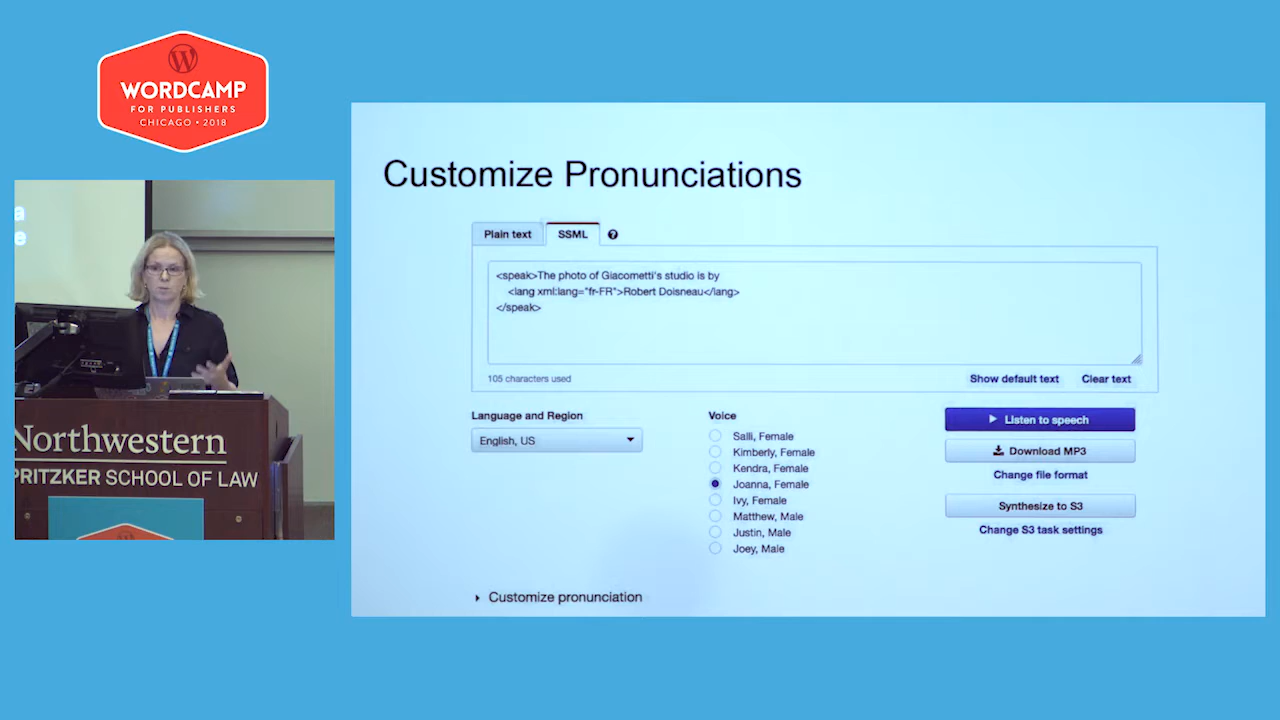 WORDCAMP
FOR PUBLISHERS
CHICAGO • 2018
a
e
Northwestern
PRITZKER SCHOOL OF LAW
Customize Pronunciations
Plain text
SSML
<speak>The photo of Giacometti's studio is by
<lang xml:lang="fr-FR">Robert Doisneau</lang>
</speak>
105 characters used
Show default text
Clear text
Language and Region
English, US
Voice
Salli, Female
Kimberly, Female
Kendra, Female
Joanna, Female
Ivy, Female
Matthew, Male
Justin, Male
Joey, Male
Listen to speech
Download MP3
Change file format
Synthesize to S3
Change S3 task settings
Customize pronunciation